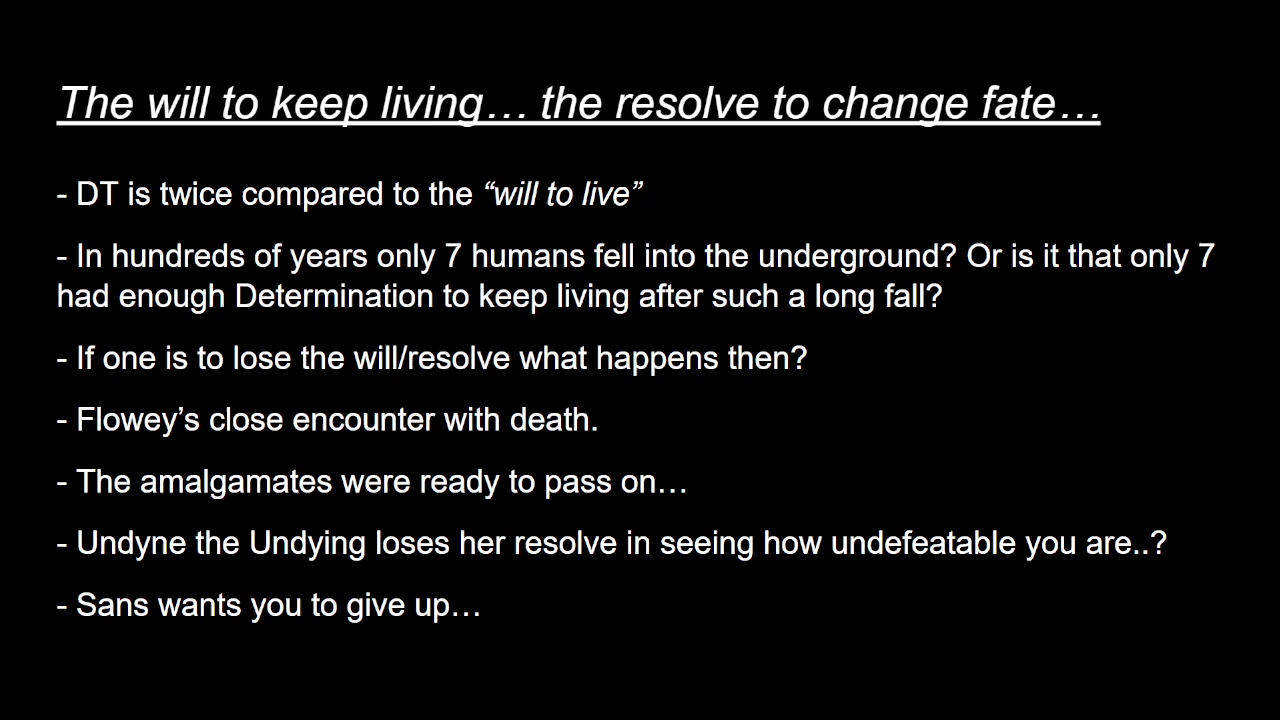 The will to keep living… the resolve to change fate…
- DT is twice compared to the “will to live”
- In hundreds of years only 7 humans fell into the underground? Or is it that only 7
had enough Determination to keep living after such a long fall?
- If one is to lose the will/resolve what happens then?
- Flowey’s close encounter with death.
- The amalgamates were ready to pass on…
- Undyne the Undying loses her resolve in seeing how undefeatable you are..?
- Sans wants you to give up…